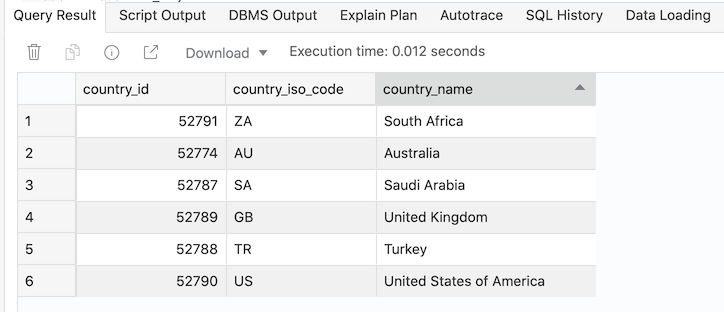 Query Result Script Output DBMS Output Explain Plan Autotrace SQL History Data Loading
Download Execution time: 0.012 seconds
country_id country_iso_code country_name
1 52791 ZA South Africa
2 52774 AU Australia
3 52787 SA Saudi Arabia
4 52789 GB United Kingdom
5 52788 TR Turkey
6 52790 US United States of America